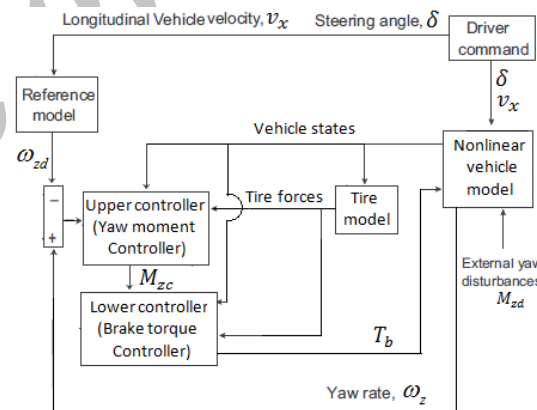 Longitudinal Vehicle velocity, vₓ
Steering angle, δ
Driver
command
δ
vₓ
Reference
model
ω_zd
Vehicle states
Nonlinear
vehicle
model
−
+
Upper controller
(Yaw moment
Controller)
Tire forces
Tire
model
M_zc
External yaw
disturbances
M_zd
Lower controller
(Brake torque
Controller)
T_b
Yaw rate, ω_z